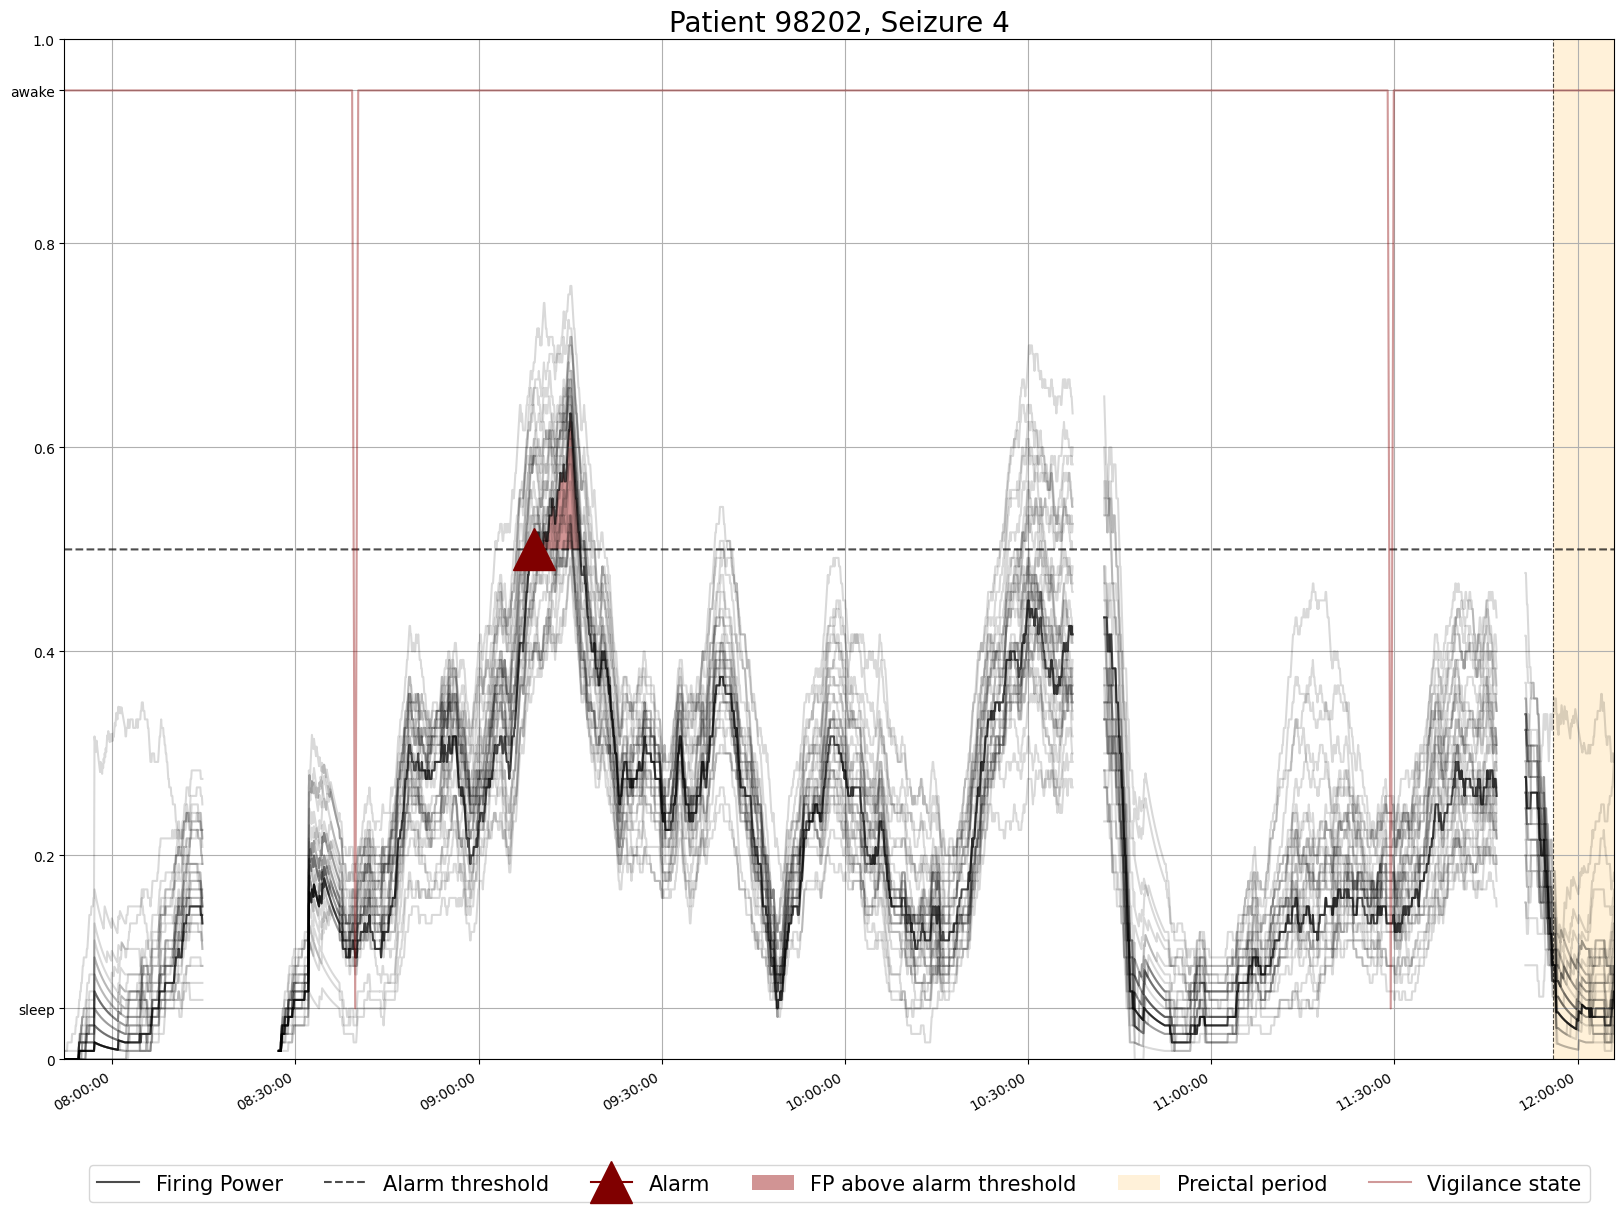 Patient 98202, Seizure 4
1.0
awake
0.8
0.6
0.4
0.2
sleep
0
08:00:00
08:30:00
09:00:00
09:30:00
10:00:00
10:30:00
11:00:00
11:30:00
12:00:00
Firing Power
Alarm threshold
Alarm
FP above alarm threshold
Preictal period
Vigilance state